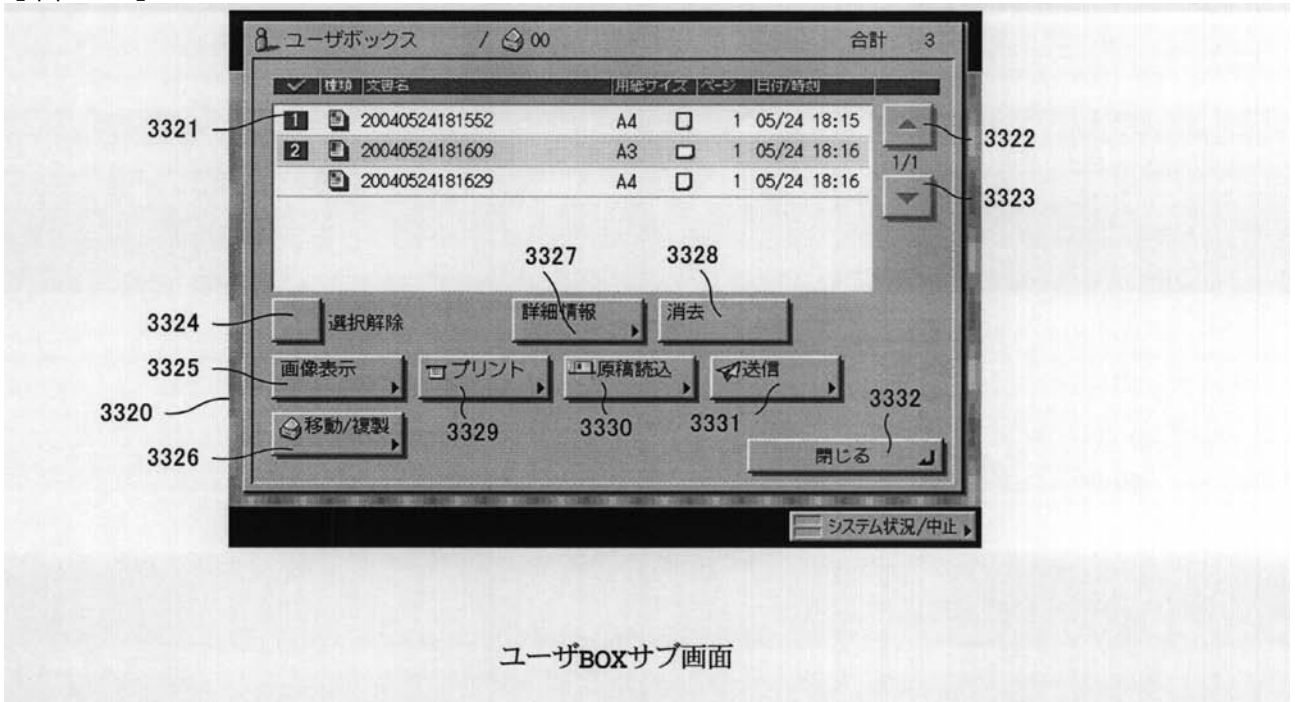 ユーザボックス / 00 合計 3
種類 文書名 用紙サイズ ページ 日付/時刻
3321 1 20040524181552 A4 1 05/24 18:15 3322
2 20040524181609 A3 1 05/24 18:16 1/1
20040524181629 A4 1 05/24 18:16 3323
3327 3328
3324 選択解除 詳細情報 消去
3325 画像表示 プリント 原稿読込 送信
3320 3332
3326 移動/複製 3329 3330 3331
閉じる
システム状況/中止
ユーザBOXサブ画面